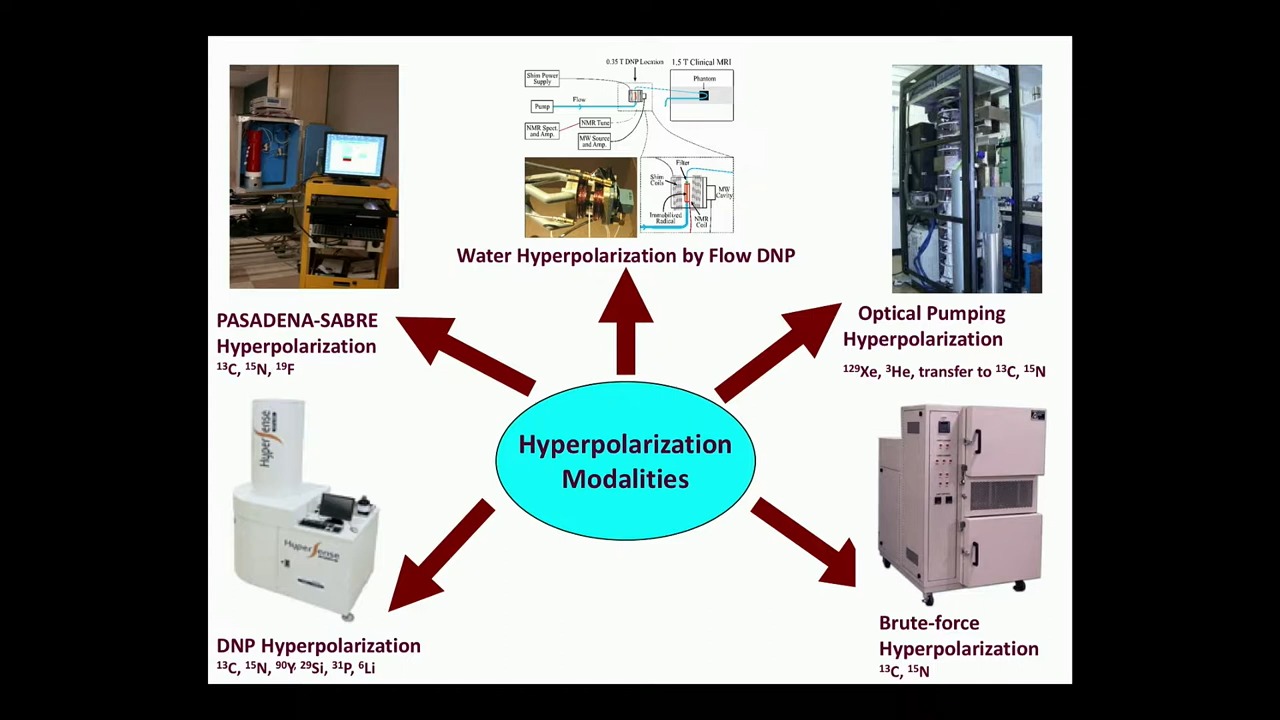 0.35 T DNP Location
1.5 T Clinical MRI
Shim Power
Supply
Phantom
Flow
Pump
NMR Spect.
and Amp.
NMR Tune
MW Source
and Amp.
Filter
Shim
Coils
MW
Cavity
Immobilized
Radical
NMR
Coil
Water Hyperpolarization by Flow DNP
PASADENA-SABRE
Hyperpolarization
¹³C, ¹⁵N, ¹⁹F
Optical Pumping
Hyperpolarization
¹²⁹Xe, ³He, transfer to ¹³C, ¹⁵N
Hyperpolarization
Modalities
HyperSense
HyperSense
DNP Hyperpolarization
¹³C, ¹⁵N, ⁹⁰Y, ²⁹Si, ³¹P, ⁶Li
Brute-force
Hyperpolarization
¹³C, ¹⁵N